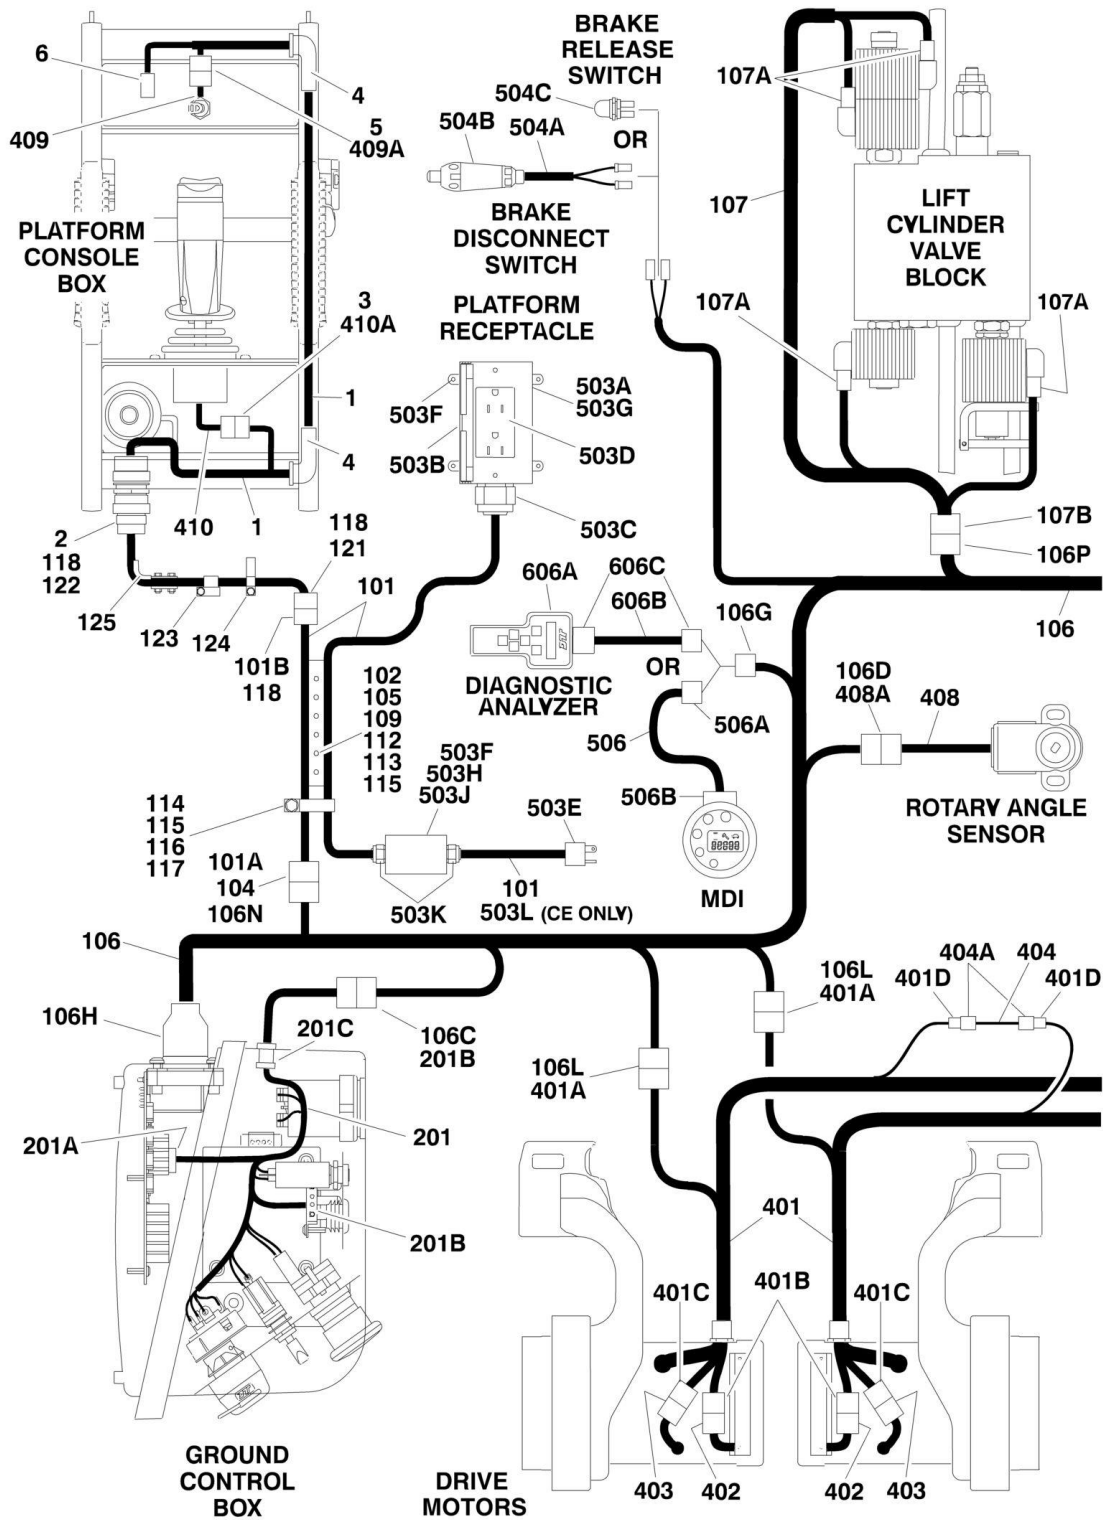 BRAKE
RELEASE
SWITCH
6
107A
504C
4
504B
504A
OR
5
409
409A
107
LIFT
CYLINDER
VALVE
BLOCK
PLATFORM
CONSOLE
BOX
BRAKE
DISCONNECT
SWITCH
3
410A
PLATFORM
RECEPTACLE
107A
107A
503A
503G
1
503F
4
503B
503D
410
1
118
121
503C
107B
106P
2
118
122
606A
606C
606B
106G
101
125
123
124
106
101B
118
OR
102
105
109
112
113
115
DIAGNOSTIC
ANALYZER
106D
408A
408
506
506A
503F
503H
503J
506B
503E
ROTARY ANGLE
SENSOR
114
115
116
117
101A
104
106N
101
503L (CE ONLY)
503K
MDI
106
404A
404
401D
401D
106L
401A
106H
201C
106C
201B
106L
401A
201A
201
401
201B
401C
401B
401C
403
402
402
403
GROUND
CONTROL
BOX
DRIVE
MOTORS